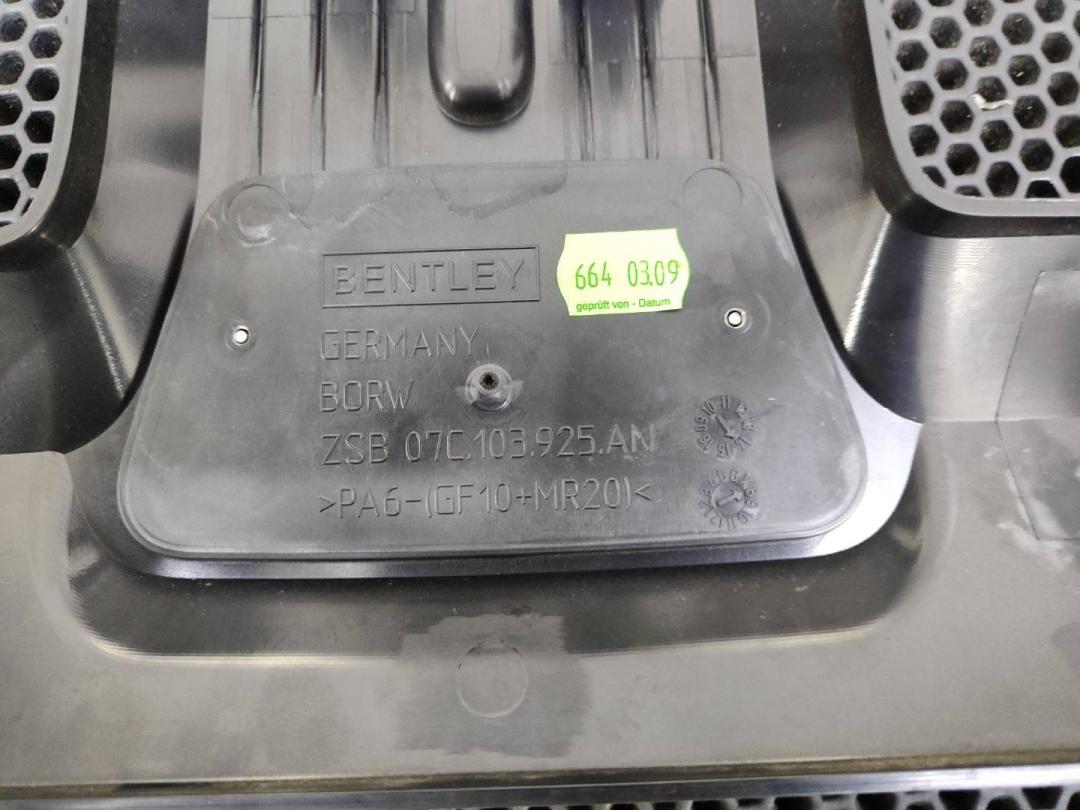 BENTLEY
664 03.09
geprüft von - Datum
GERMANY
BORW
ZSB 07C.103.925.AN
>PA6-(GF10+MR20)<